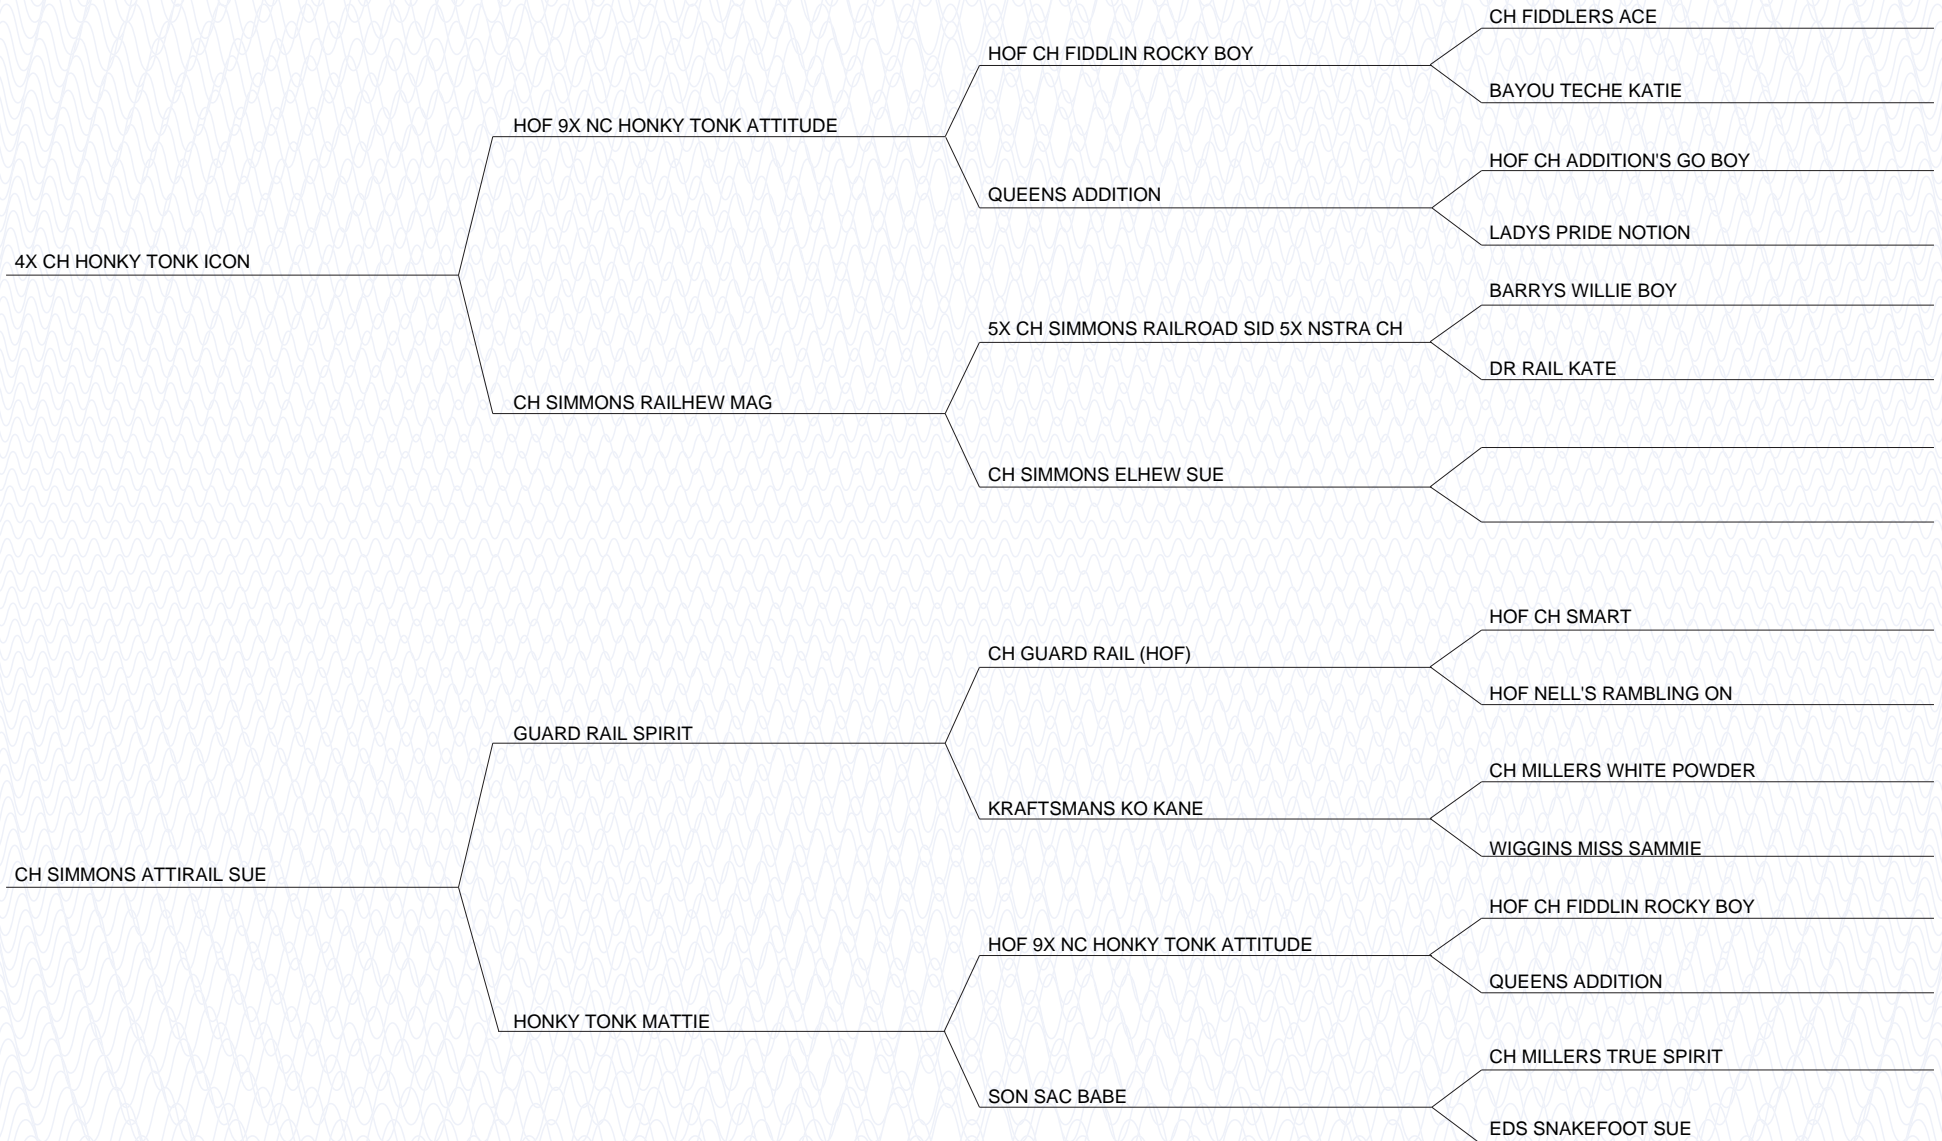 CH FIDDLERS ACE
HOF CH FIDDLIN ROCKY BOY
BAYOU TECHE KATIE
HOF 9X NC HONKY TONK ATTITUDE
HOF CH ADDITION'S GO BOY
QUEENS ADDITION
LADYS PRIDE NOTION
4X CH HONKY TONK ICON
BARRYS WILLIE BOY
5X CH SIMMONS RAILROAD SID 5X NSTRA CH
DR RAIL KATE
CH SIMMONS RAILHEW MAG
CH SIMMONS ELHEW SUE
HOF CH SMART
CH GUARD RAIL (HOF)
HOF NELL'S RAMBLING ON
GUARD RAIL SPIRIT
CH MILLERS WHITE POWDER
KRAFTSMANS KO KANE
WIGGINS MISS SAMMIE
CH SIMMONS ATTIRAIL SUE
HOF CH FIDDLIN ROCKY BOY
HOF 9X NC HONKY TONK ATTITUDE
QUEENS ADDITION
HONKY TONK MATTIE
CH MILLERS TRUE SPIRIT
SON SAC BABE
EDS SNAKEFOOT SUE